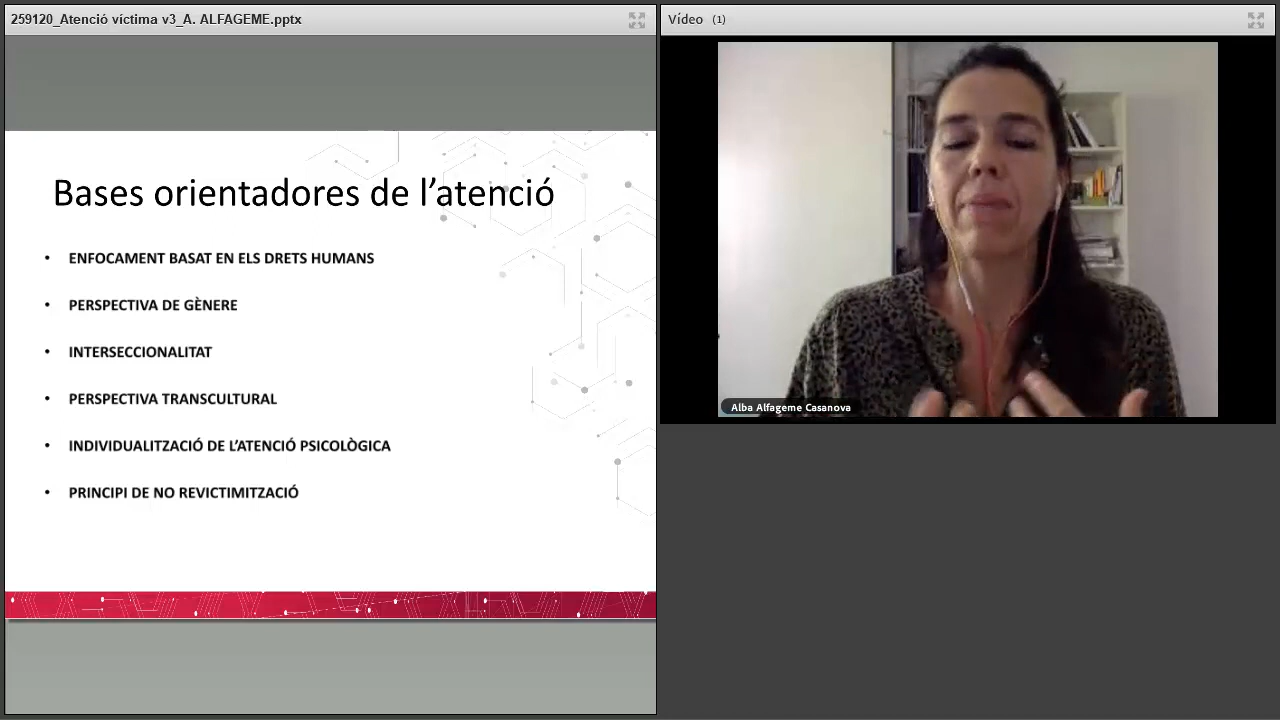 259120_Atenció víctima v3_A. ALFAGEME.pptx
Vídeo (1)
Bases orientadores de l’atenció
• ENFOCAMENT BASAT EN ELS DRETS HUMANS
• PERSPECTIVA DE GÈNERE
• INTERSECCIONALITAT
• PERSPECTIVA TRANSCULTURAL
• INDIVIDUALITZACIÓ DE L’ATENCIÓ PSICOLÒGICA
• PRINCIPI DE NO REVICTIMITZACIÓ
Alba Alfageme Casanova